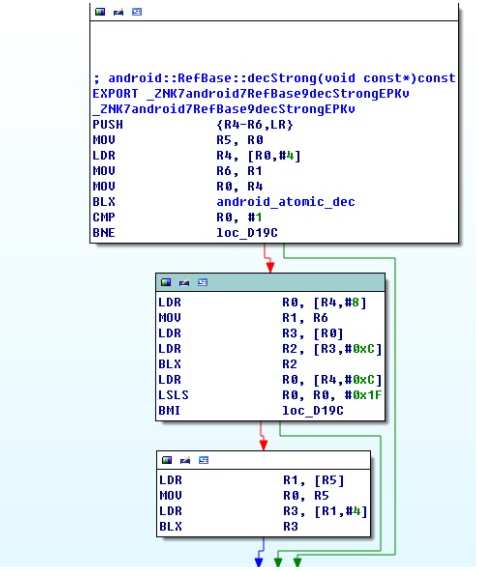 ; android::RefBase::decStrong(void const*)const
EXPORT _ZNK7android7RefBase9decStrongEPKv
_ZNK7android7RefBase9decStrongEPKv
PUSH {R4-R6,LR}
MOV R5, R0
LDR R4, [R0,#4]
MOV R6, R1
MOV R0, R4
BLX android_atomic_dec
CMP R0, #1
BNE loc_D19C
LDR R0, [R4,#8]
MOV R1, R6
LDR R3, [R0]
LDR R2, [R3,#0xC]
BLX R2
LDR R0, [R4,#0xC]
LSLS R0, R0, #0x1F
BMI loc_D19C
LDR R1, [R5]
MOV R0, R5
LDR R3, [R1,#4]
BLX R3